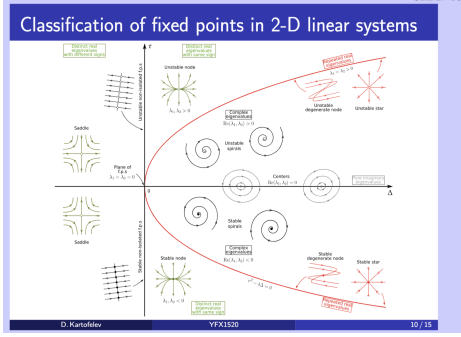 Classification of fixed points in 2-D linear systems
Distinct real
eigenvalues
with different signs
τ
Distinct real
eigenvalues
with same sign
Unstable node
λ₁, λ₂ > 0
Unstable non-isolated f.p.s
Repeated real
eigenvalues
λ₁ = λ₂ > 0
Unstable
degenerate node
Unstable star
Complex
eigenvalues
Re(λ₁, λ₂) > 0
Unstable
spirals
Saddle
Plane of
f.p.s
λ₁ = λ₂ = 0
Centers
Re(λ₁, λ₂) = 0
Pure imaginary
eigenvalues
0
Δ
Saddle
Stable non-isolated f.p.s
Stable
spirals
Complex
eigenvalues
Re(λ₁, λ₂) < 0
Stable node
λ₁, λ₂ < 0
Distinct real
eigenvalues
with same sign
τ² − 4Δ = 0
Stable
degenerate node
Stable star
Repeated real
eigenvalues
D. Kartofelev
YFX1520
10 / 15